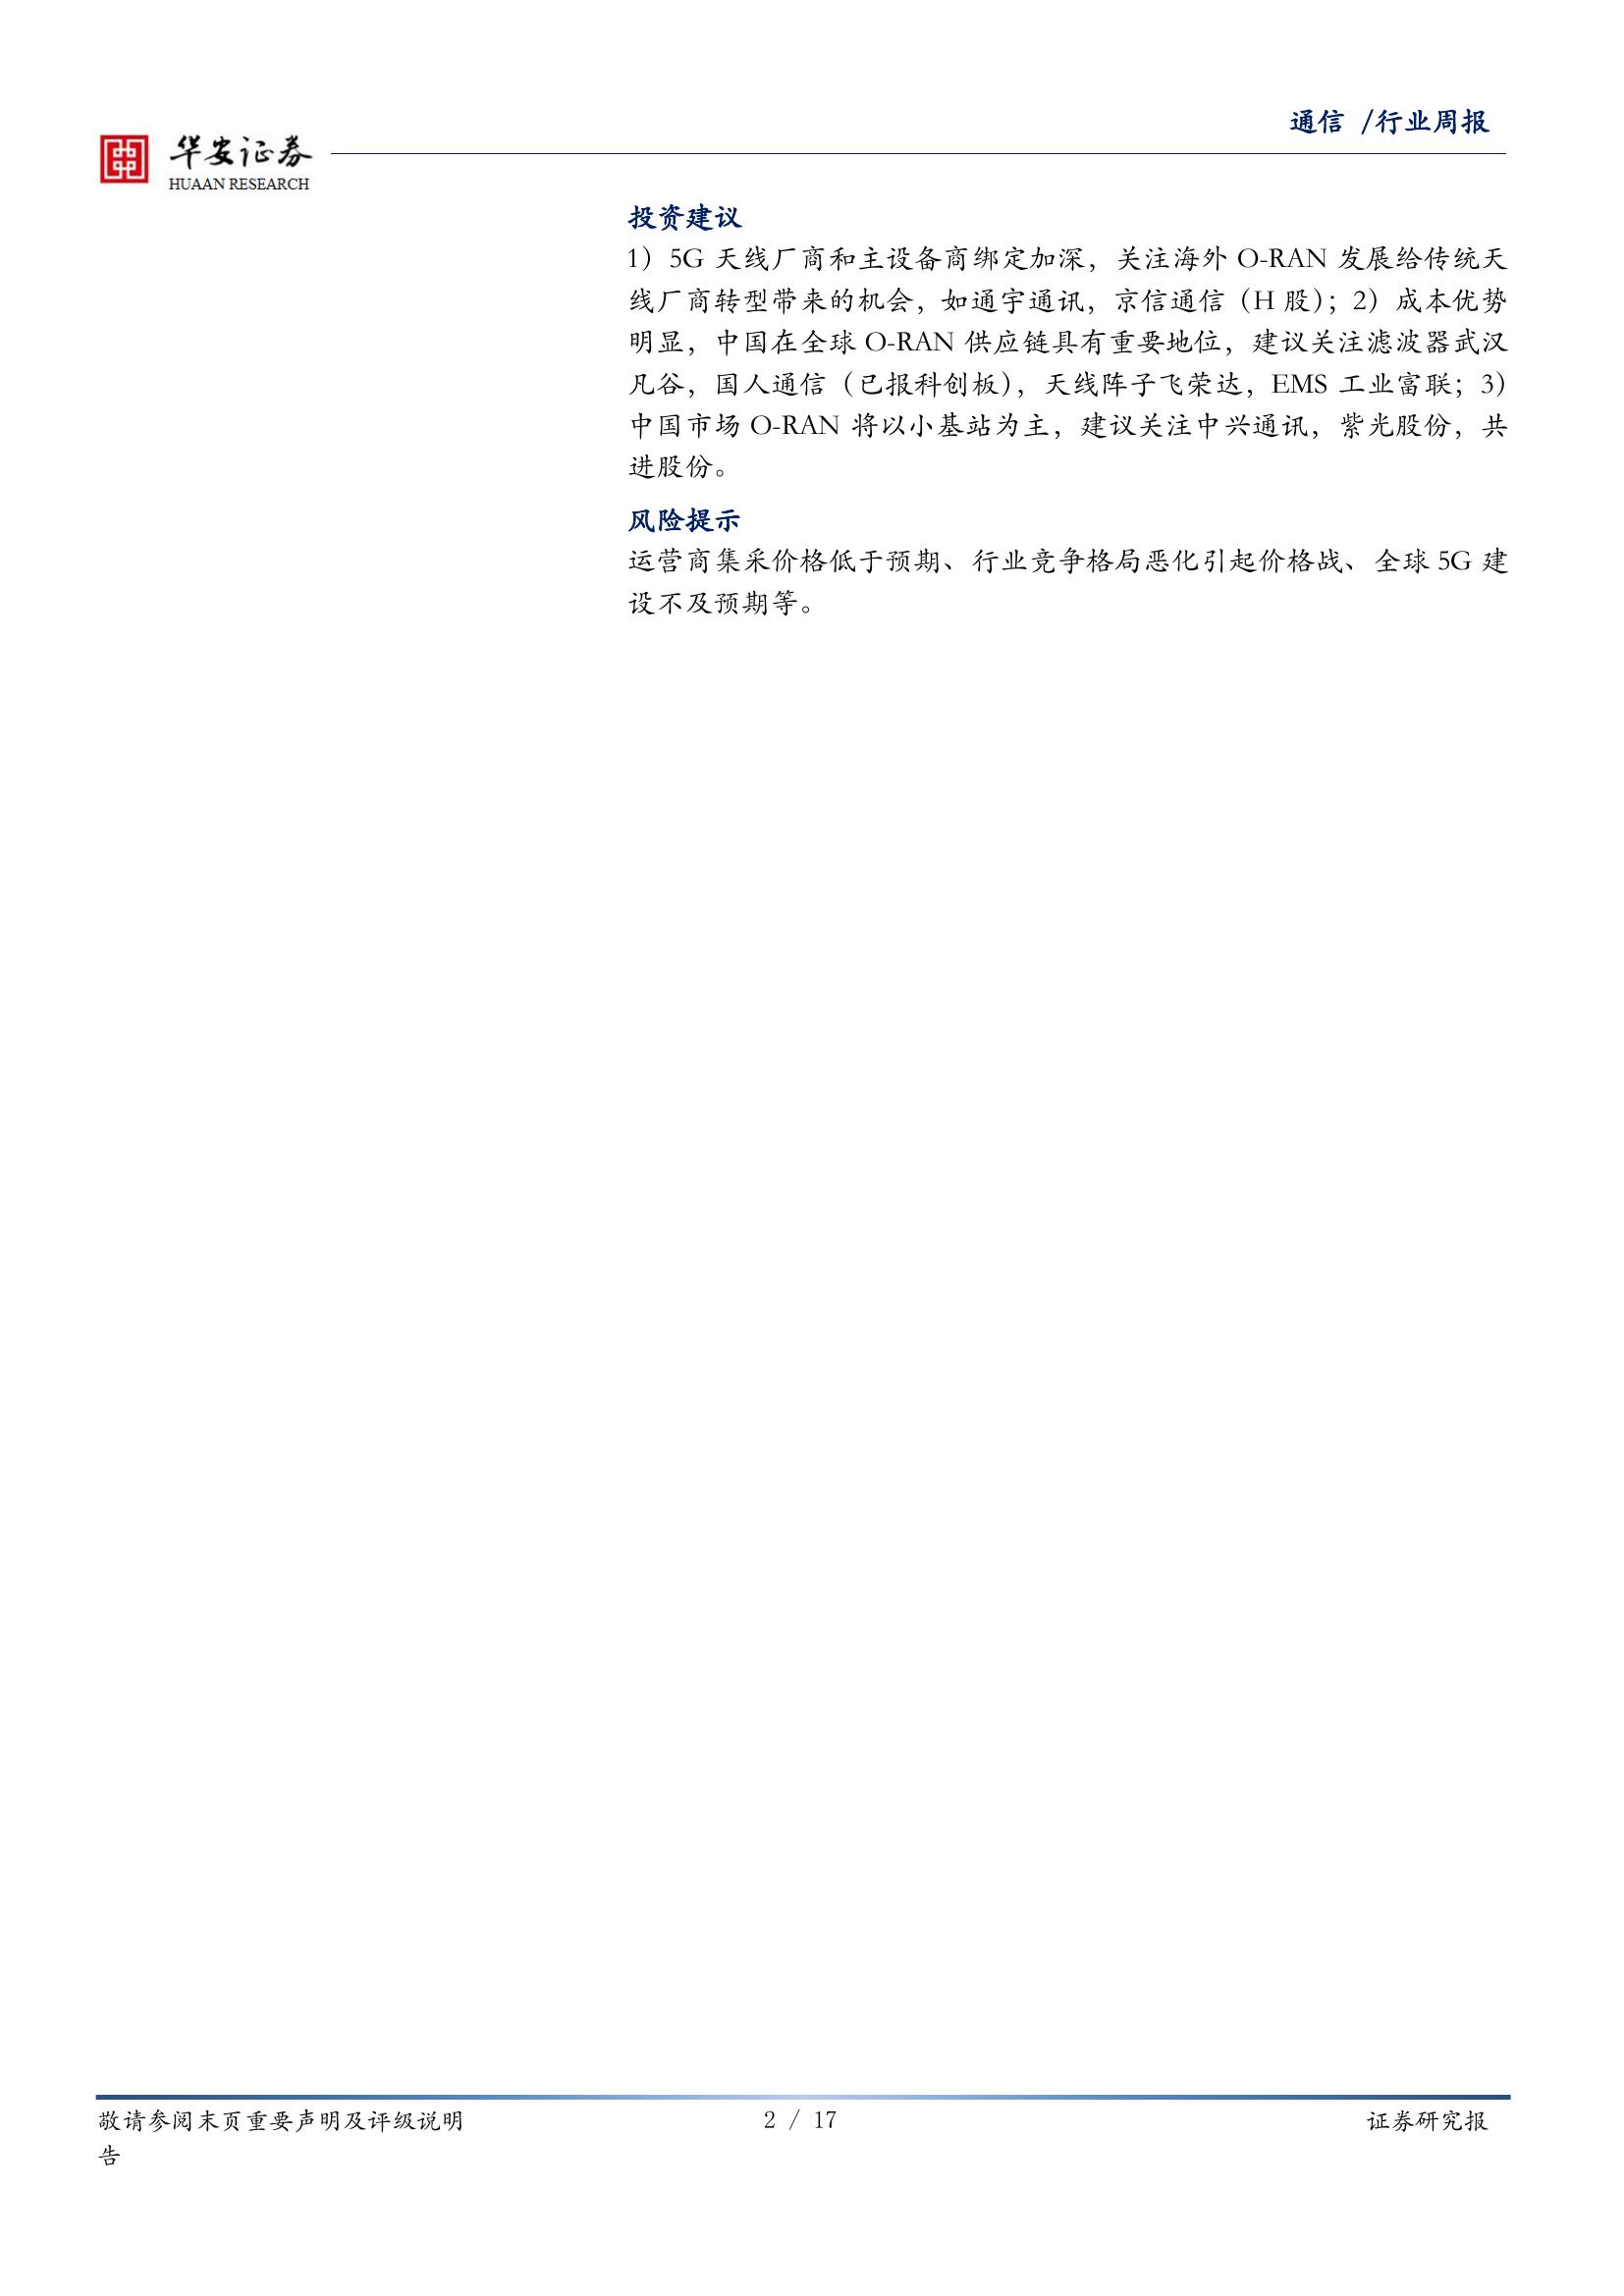 通信 /行业周报
华安证券
HUAAN RESEARCH
投资建议
1）5G 天线厂商和主设备商绑定加深，关注海外 O-RAN 发展给传统天
线厂商转型带来的机会，如通宇通讯，京信通信（H 股）；2）成本优势
明显，中国在全球 O-RAN 供应链具有重要地位，建议关注滤波器武汉
凡谷，国人通信（已报科创板），天线阵子飞荣达，EMS 工业富联；3）
中国市场 O-RAN 将以小基站为主，建议关注中兴通讯，紫光股份，共
进股份。
风险提示
运营商集采价格低于预期、行业竞争格局恶化引起价格战、全球 5G 建
设不及预期等。
敬请参阅末页重要声明及评级说明 2 / 17 证券研究报
告